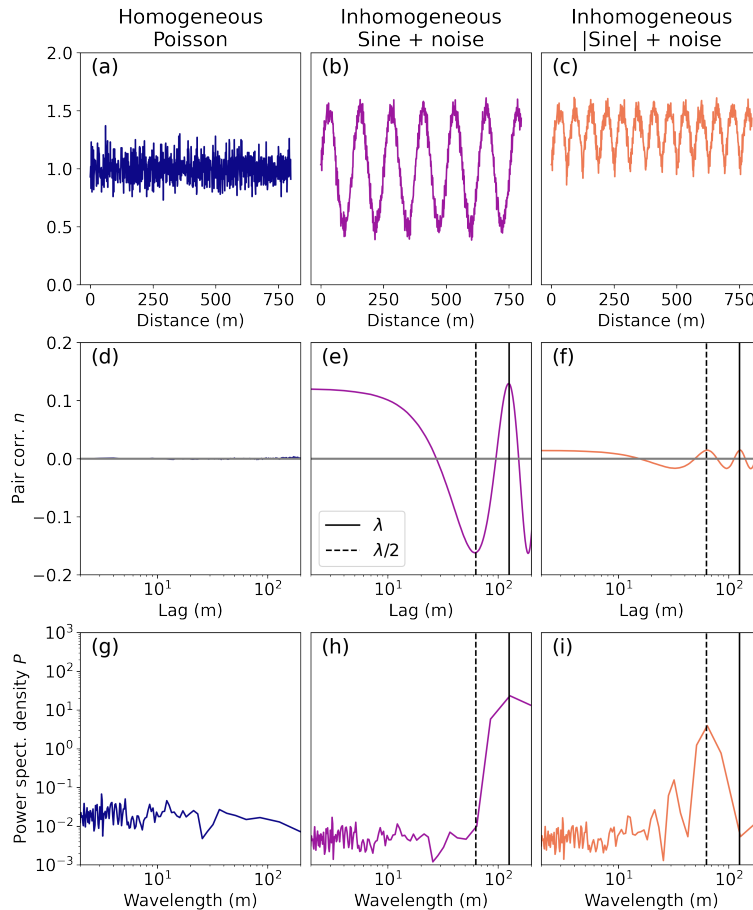 Homogeneous
Poisson
Inhomogeneous
Sine + noise
Inhomogeneous
|Sine| + noise
(a)
(b)
(c)
2.0
1.5
1.0
0.5
0.0
0
250
500
750
0
250
500
750
0
250
500
750
Distance (m)
Distance (m)
Distance (m)
(d)
(e)
(f)
0.2
0.1
0.0
−0.1
−0.2
Pair corr. n
λ
λ/2
10¹
10²
10¹
10²
10¹
10²
Lag (m)
Lag (m)
Lag (m)
(g)
(h)
(i)
10³
10²
10¹
10⁰
10⁻¹
10⁻²
10⁻³
Power spect. density P
10¹
10²
10¹
10²
10¹
10²
Wavelength (m)
Wavelength (m)
Wavelength (m)